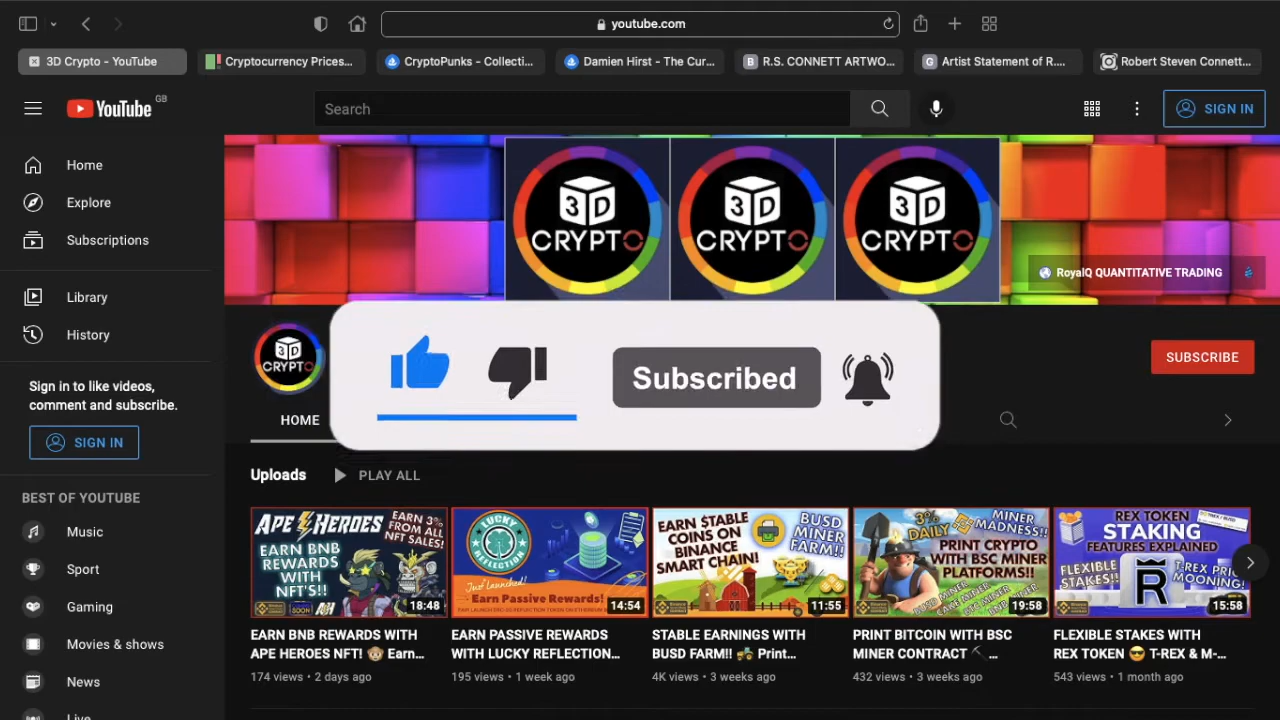 youtube.com
3D Crypto - YouTube
Cryptocurrency Prices...
CryptoPunks - Collecti...
Damien Hirst - The Cur...
R.S. CONNETT ARTWO...
Artist Statement of R....
Robert Steven Connett...
YouTube GB
Search
SIGN IN
Home
Explore
Subscriptions
Library
History
Sign in to like videos,
comment and subscribe.
SIGN IN
BEST OF YOUTUBE
Music
Sport
Gaming
Movies & shows
News
Live
3D CRYPTO
3D CRYPTO
3D CRYPTO
RoyalQ QUANTITATIVE TRADING
3D CRYPTO
Subscribed
SUBSCRIBE
HOME
Uploads
PLAY ALL
APE HEROES
EARN 3% FROM ALL NFT SALES!
EARN BNB REWARDS WITH NFT'S!!
SOON
18:48
EARN BNB REWARDS WITH
APE HEROES NFT! 🐵 Earn...
174 views • 2 days ago
LUCKY REFLECTION
Just Launched!
Earn Passive Rewards!
14:54
EARN PASSIVE REWARDS
WITH LUCKY REFLECTION...
195 views • 1 week ago
EARN $TABLE COINS ON BINANCE SMART CHAIN!
BUSD MINER FARM!!
11:55
STABLE EARNINGS WITH
BUSD FARM!! 🚜 Print...
4K views • 3 weeks ago
3% DAILY
MINER MADNESS!!
PRINT CRYPTO WITH BSC MINER PLATFORMS!!
BUSD MINER
19:58
PRINT BITCOIN WITH BSC
MINER CONTRACT ⛏ ...
432 views • 3 weeks ago
REX TOKEN
STAKING
FEATURES EXPLAINED
FLEXIBLE STAKES!!
T-REX PRICE MOONING!
15:58
FLEXIBLE STAKES WITH
REX TOKEN 😎 T-REX & M-...
543 views • 1 month ago